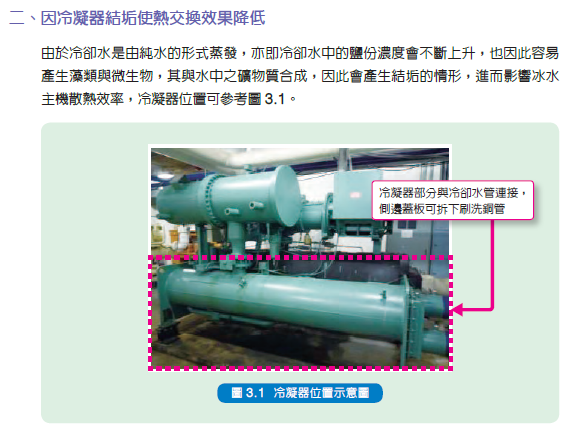 二、因冷凝器結垢使熱交換效果降低
由於冷卻水是由純水的形式蒸發，亦即冷卻水中的鹽份濃度會不斷上升，也因此容易
產生藻類與微生物，其與水中之礦物質合成，因此會產生結垢的情形，進而影響冰水
主機散熱效率，冷凝器位置可參考圖 3.1。
冷凝器部分與冷卻水管連接，
側邊蓋板可拆下刷洗銅管
圖 3.1 冷凝器位置示意圖